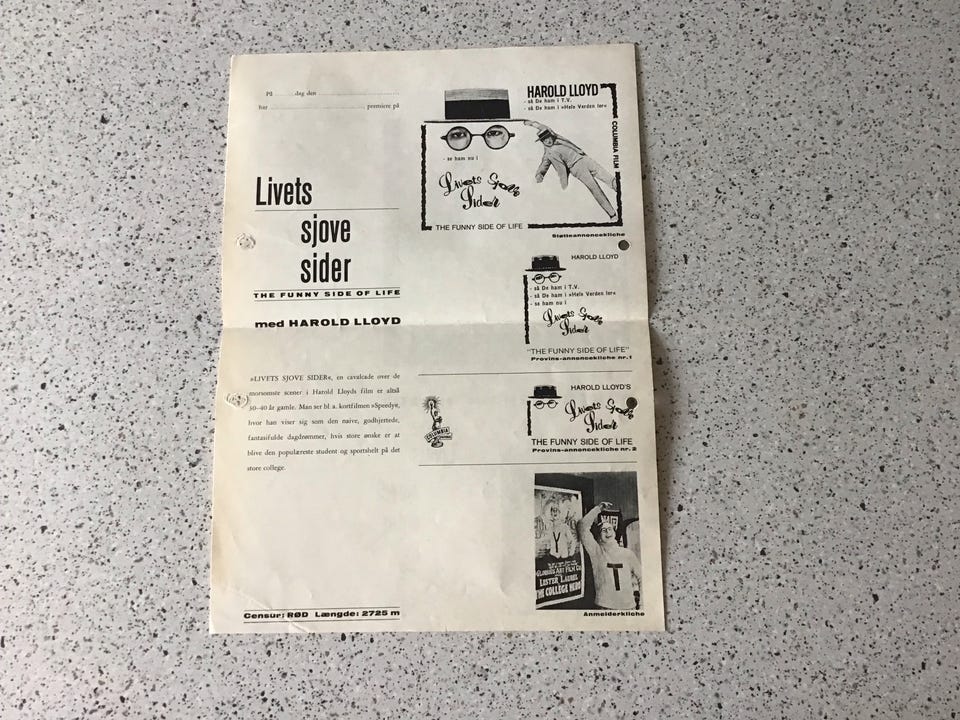 På ........ dag den ..............................
har ............................................. premiere på
Livets
sjove
sider
THE FUNNY SIDE OF LIFE
med HAROLD LLOYD
»LIVETS SJOVE SIDER«, en cavalcade over de
morsomste scener i Harold Lloyds film er altså
30-40 år gamle. Man ser bl. a. kortfilmen »Speedy«,
hvor han viser sig som den naive, godhjertede,
fantasifulde dagdrømmer, hvis store ønske er at
blive den populæreste student og sportshelt på det
store college.
Censur: RØD Længde: 2725 m
HAROLD LLOYD
- så De ham i T.V.
- så De ham i »Hele Verden ler«
COLUMBIA FILM
- se ham nu i
Livets Sjove
Sider
THE FUNNY SIDE OF LIFE
Støtteannoncekliche
HAROLD LLOYD
- så De ham i T.V.
- så De ham i »Hele Verden ler«
- se ham nu i
Livets Sjove
Sider
"THE FUNNY SIDE OF LIFE"
Provins-annoncekliche nr. 1
COLUMBIA
HAROLD LLOYD'S
Livets Sjove
Sider
THE FUNNY SIDE OF LIFE
Provins-annoncekliche nr. 2
Y
GLORIOUS ART FILM CO
LESTER LAUREL
THE COLLEGE HERO
T
Anmelderkliche